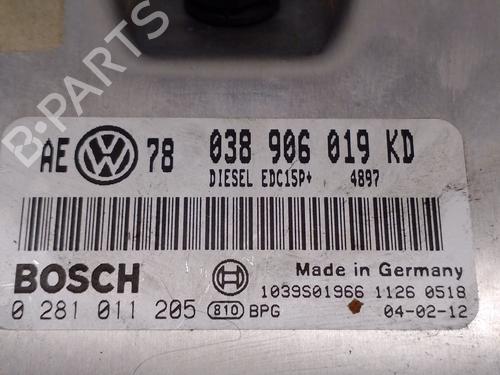 B-PARTS
AE VW 78 038 906 019 KD
DIESEL EDC15P+ 4897
BOSCH
Made in Germany
1039S01966 1126 0518
0 281 011 205 810 BPG 04-02-12